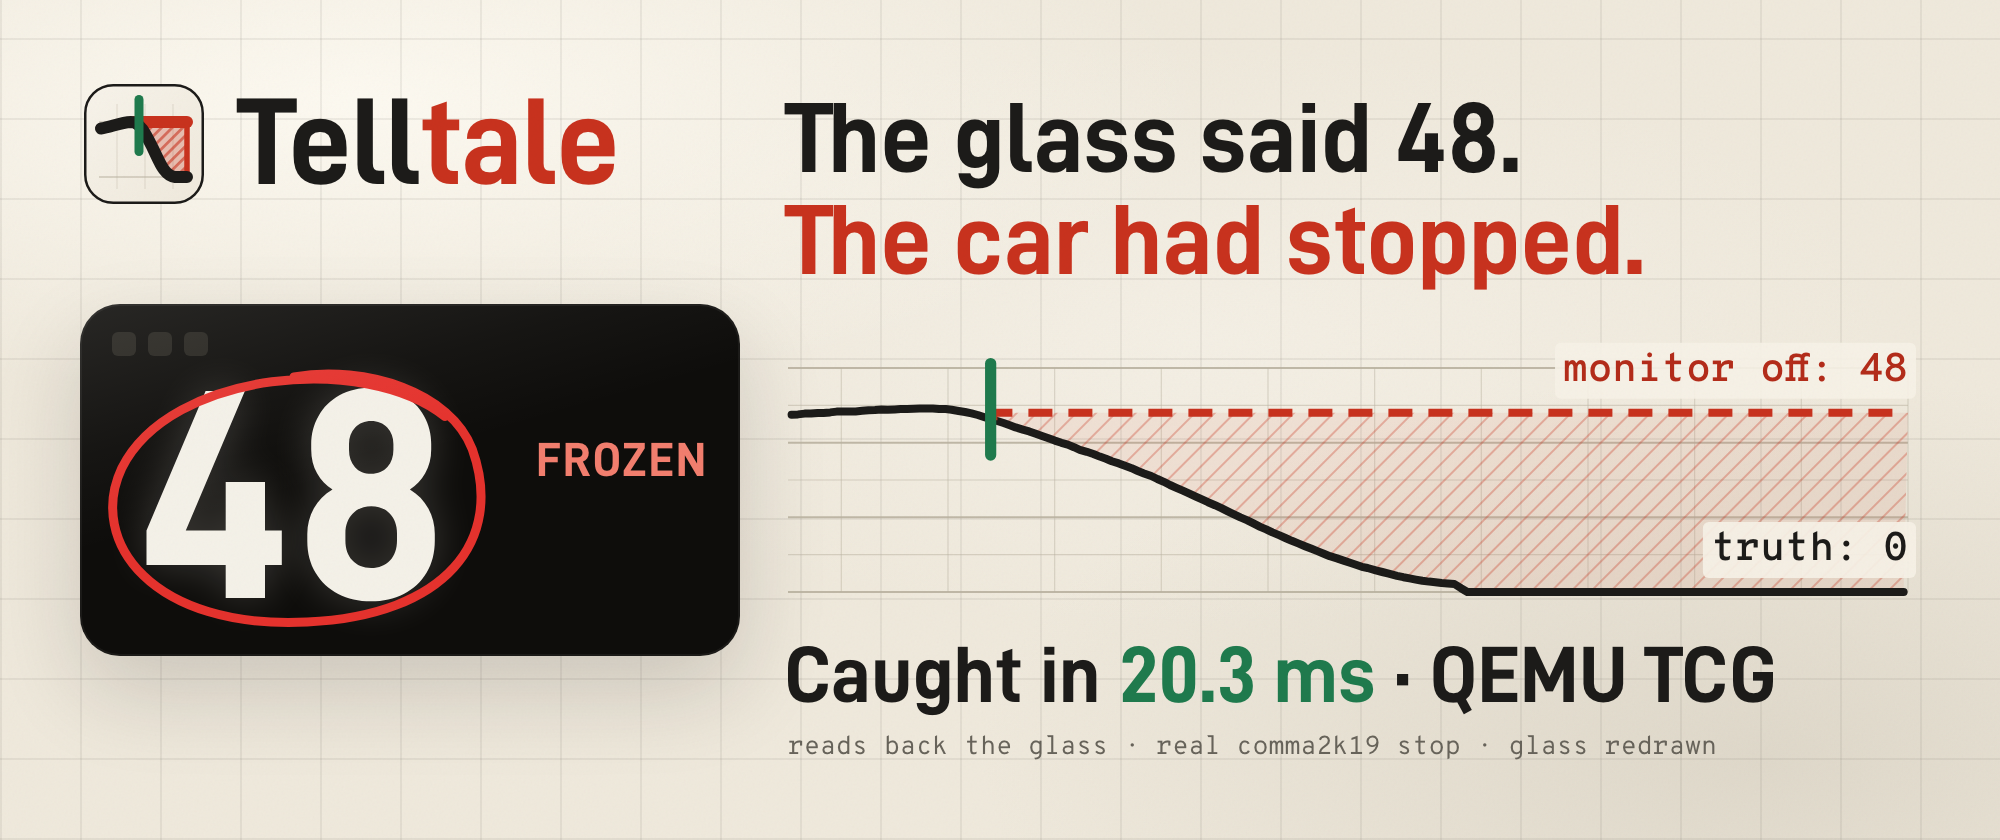 Telltale
The glass said 48.
The car had stopped.
48
FROZEN
monitor off: 48
truth: 0
Caught in 20.3 ms · QEMU TCG
reads back the glass · real comma2k19 stop · glass redrawn